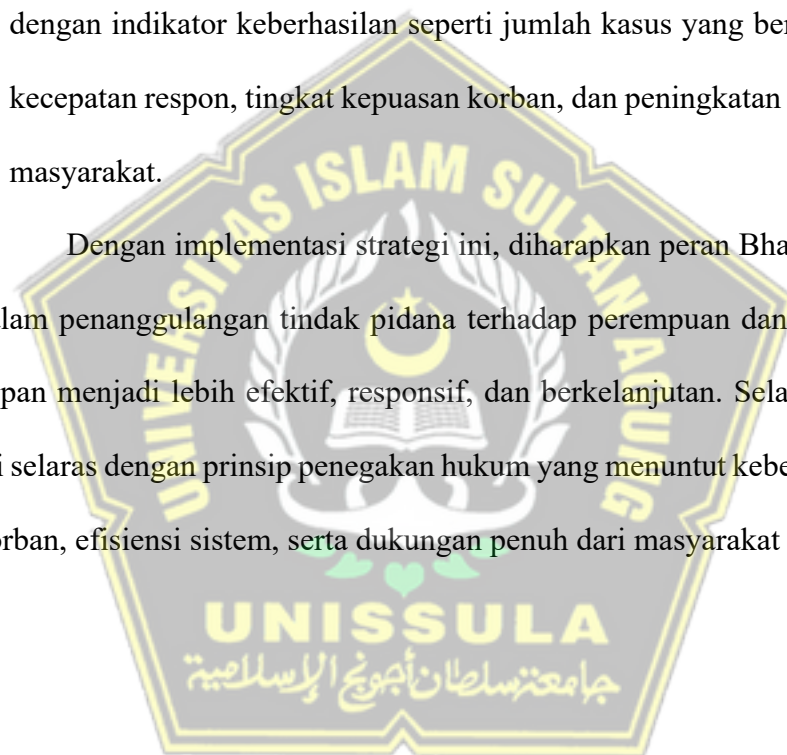 dengan indikator keberhasilan seperti jumlah kasus yang ber
kecepatan respon, tingkat kepuasan korban, dan peningkatan
masyarakat.
Dengan implementasi strategi ini, diharapkan peran Bha
lam penanggulangan tindak pidana terhadap perempuan dan
pan menjadi lebih efektif, responsif, dan berkelanjutan. Sela
i selaras dengan prinsip penegakan hukum yang menuntut kebe
orban, efisiensi sistem, serta dukungan penuh dari masyarakat
UNIVERSITAS ISLAM SULTAN AGUNG
UNISSULA
جامعتنسلطان أجونج الإسلامية